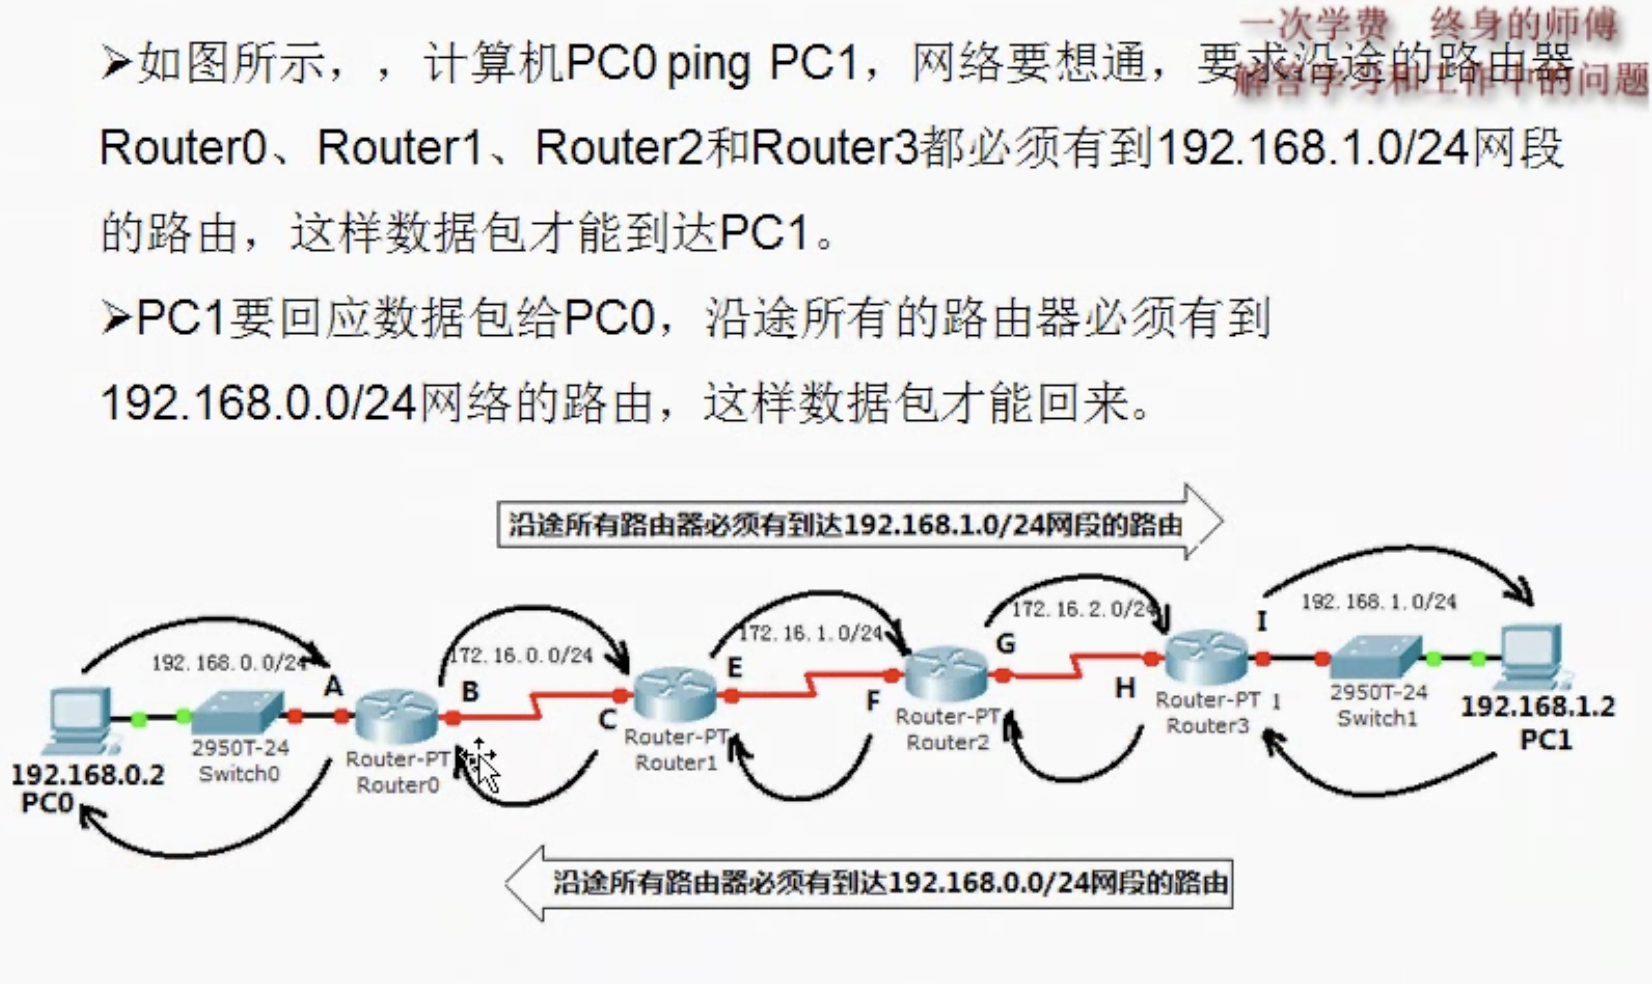 一次学费 终身的师傅
解答学习和工作中的问题
➢如图所示，，计算机PC0 ping PC1，网络要想通，要求沿途的路由器
Router0、Router1、Router2和Router3都必须有到192.168.1.0/24网段
的路由，这样数据包才能到达PC1。
➢PC1要回应数据包给PC0，沿途所有的路由器必须有到
192.168.0.0/24网络的路由，这样数据包才能回来。
沿途所有路由器必须有到达192.168.1.0/24网段的路由
192.168.0.0/24
A
B
172.16.0.0/24
C
E
172.16.1.0/24
F
G
172.16.2.0/24
H
I
192.168.1.0/24
192.168.0.2
PC0
2950T-24
Switch0
Router-PT
Router0
Router-PT
Router1
Router-PT
Router2
Router-PT 1
Router3
2950T-24
Switch1
192.168.1.2
PC1
沿途所有路由器必须有到达192.168.0.0/24网段的路由